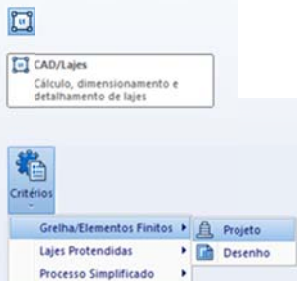 CAD/Lajes
Cálculo, dimensionamento e
detalhamento de lajes
Critérios
Grelha/Elementos Finitos
Projeto
Lajes Protendidas
Desenho
Processo Simplificado